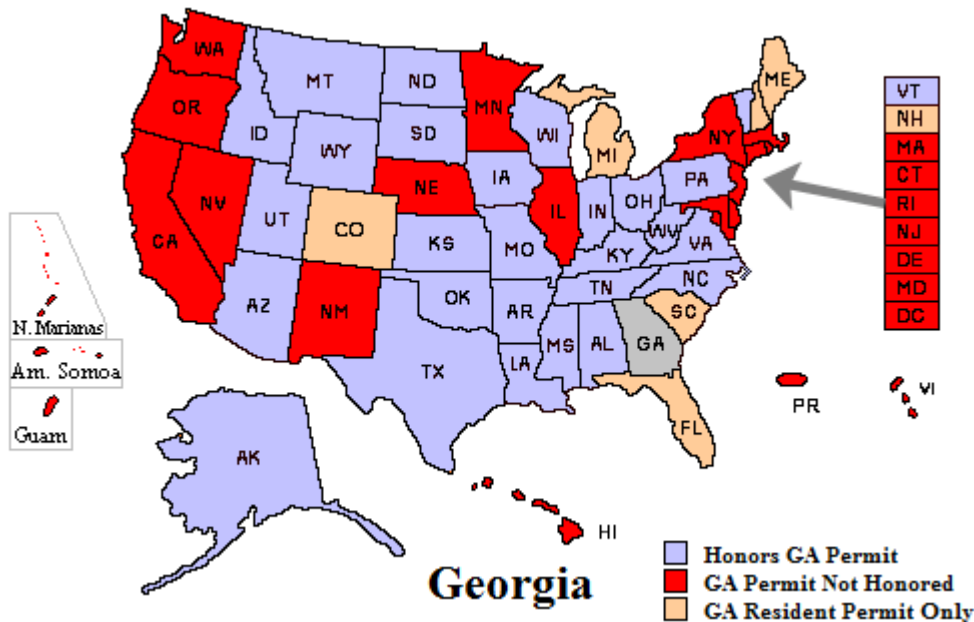 WA
MT
ND
MN
ME
VT
OR
ID
SD
WI
NY
NH
WY
MI
MA
NV
NE
IA
PA
CT
UT
CO
IL
IN
OH
RI
CA
KS
MO
WV
VA
NJ
KY
DE
AZ
NM
OK
AR
TN
NC
MD
N. Marianas
MS
AL
GA
SC
DC
Am. Somoa
TX
LA
PR
VI
Guam
FL
AK
HI
Georgia
Honors GA Permit
GA Permit Not Honored
GA Resident Permit Only